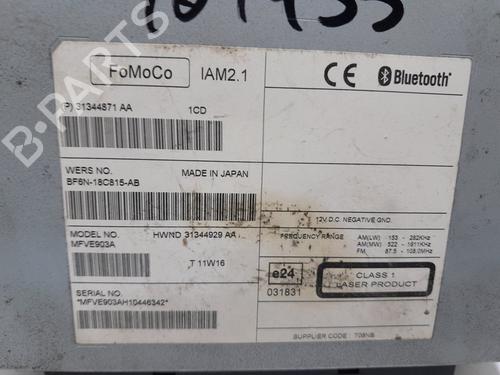 FoMoCo IAM2.1
CE Bluetooth
(P) 31344871 AA 1CD
WERS NO. MADE IN JAPAN
BF6N-18C815-AB
12V D.C. NEGATIVE GND.
MODEL NO. HWND 31344929 AA
MFVE903A
FREQUENCY RANGE AM(LW) 153 - 282KHz
AM(MW) 522 - 1611KHz
FM 87.5 - 108.0MHz
T 11W16
e24
031831
CLASS 1
LASER PRODUCT
SERIAL NO.
*MFVE903AH10446342*
SUPPLIER CODE : 708NB
B-PARTS